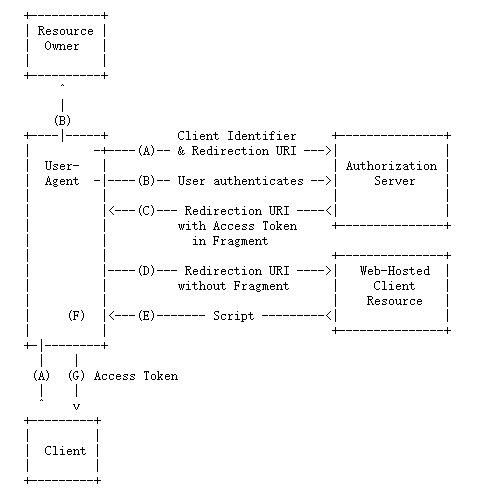 Resource
Owner
(B)
Client Identifier
(A) & Redirection URI
User-
Agent
(B) User authenticates
Authorization
Server
(C) Redirection URI
with Access Token
in Fragment
(D) Redirection URI
without Fragment
Web-Hosted
Client
Resource
(F)
(E) Script
(A) (G) Access Token
v
Client